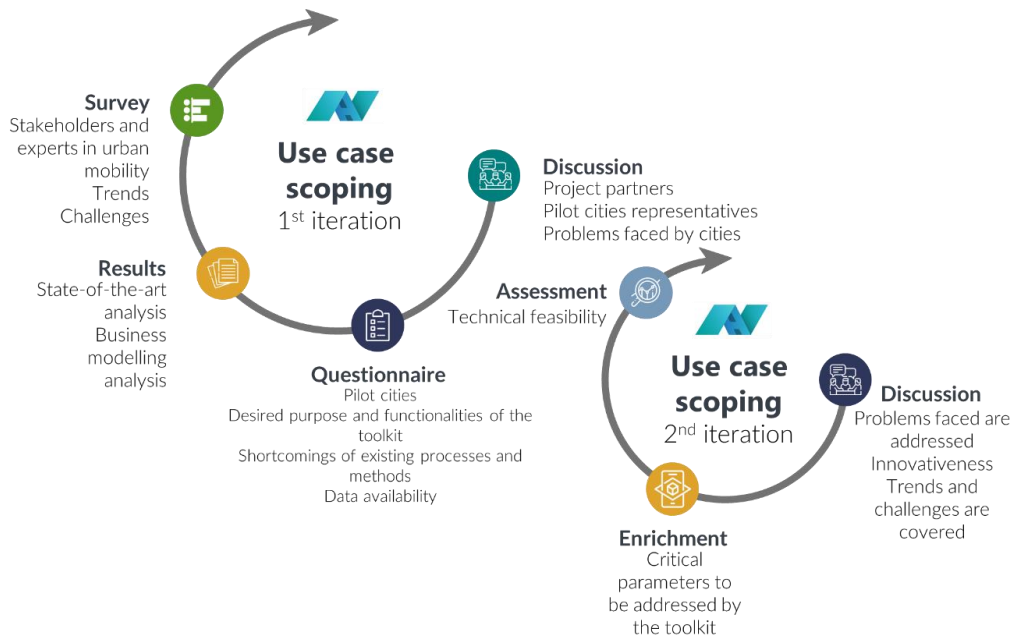 Survey
Stakeholders and
experts in urban
mobility
Trends
Challenges
Results
State-of-the-art
analysis
Business
modelling
analysis
Use case
scoping
1st iteration
Questionnaire
Pilot cities
Desired purpose and functionalities of the
toolkit
Shortcomings of existing processes and
methods
Data availability
Discussion
Project partners
Pilot cities representatives
Problems faced by cities
Assessment
Technical feasibility
Use case
scoping
2nd iteration
Enrichment
Critical
parameters to
be addressed by
the toolkit
Discussion
Problems faced are
addressed
Innovativeness
Trends and
challenges are
covered